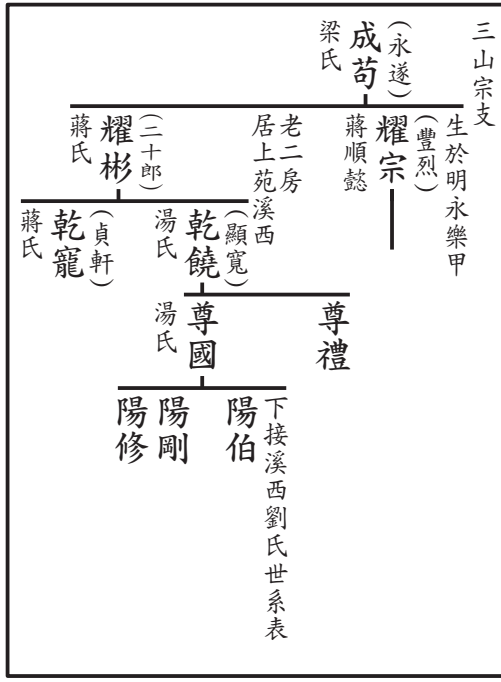 三山宗支
(永遂)
成苟
梁氏
生於明永樂甲
(豐烈)
耀宗
蔣順懿
老二房
居上苑溪西
(二十郎)
耀彬
蔣氏
(顯寬)
乾饒
湯氏
(貞軒)
乾寵
蔣氏
尊禮
尊國
湯氏
下接溪西劉氏世系表
陽伯
陽剛
陽修